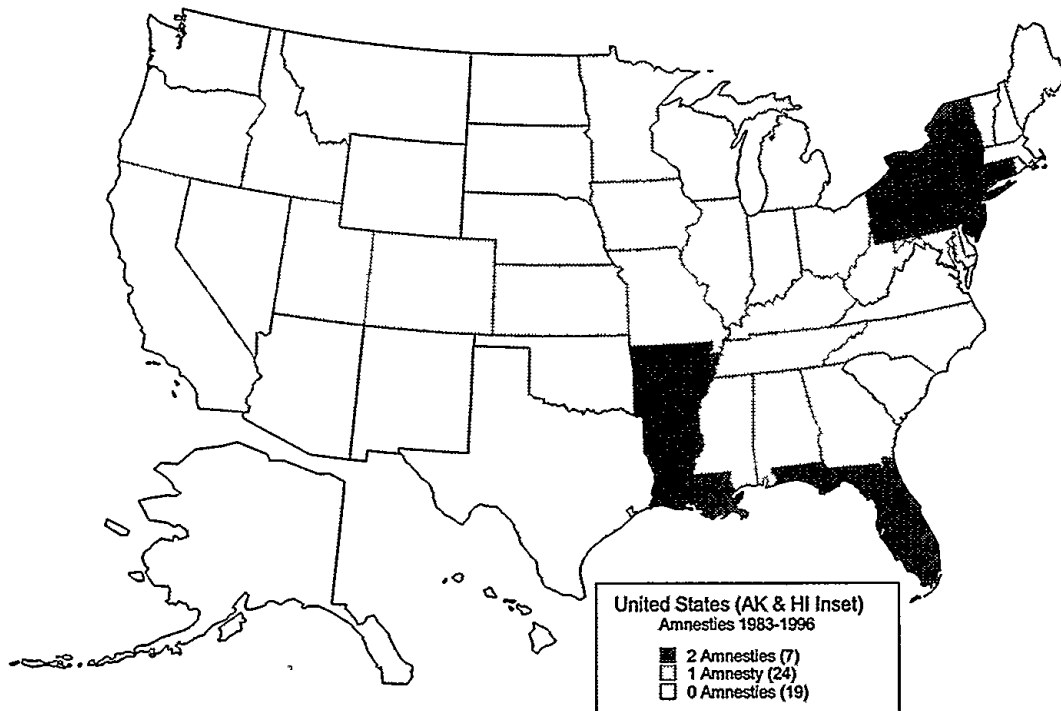 United States (AK & HI Inset)
Amnesties 1983-1996
2 Amnesties (7)
1 Amnesty (24)
0 Amnesties (19)